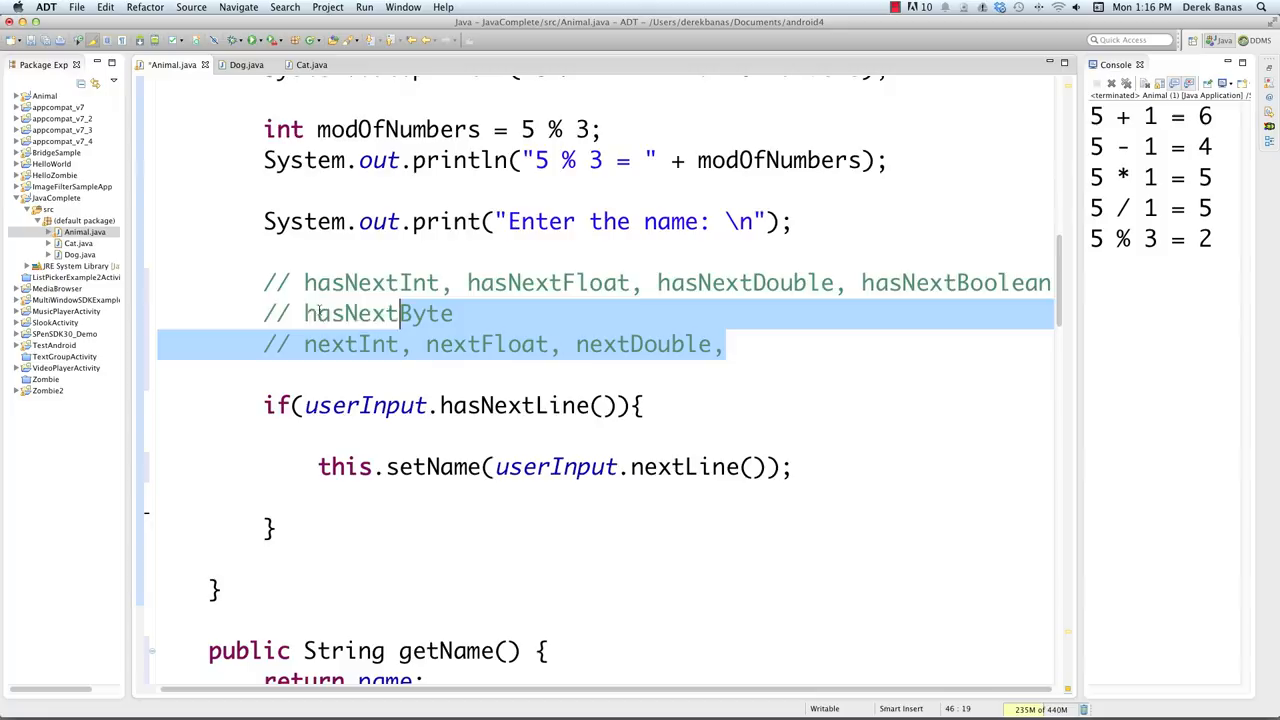 ADT File Edit Refactor Source Navigate Search Project Run Window Help
10 Mon 1:16 PM Derek Banas
Java – JavaComplete/src/Animal.java – ADT – /Users/derekbanas/Documents/android4
Quick Access
Java
DDMS
Package Exp
*Animal.java
Dog.java
Cat.java
Console
Animal
appcompat_v7
appcompat_v7_2
appcompat_v7_3
appcompat_v7_4
BridgeSample
HelloWorld
HelloZombie
ImageFilterSampleApp
JavaComplete
src
(default package)
Animal.java
Cat.java
Dog.java
JRE System Library [
ListPickerExample2Activi
MediaBrowser
MultiWindowSDKExample
MusicPlayerActivity
SlookActivity
SPenSDK30_Demo
TestAndroid
TextGroupActivity
VideoPlayerActivity
Zombie
Zombie2
int modOfNumbers = 5 % 3;
System.out.println("5 % 3 = " + modOfNumbers);
System.out.print("Enter the name: \n");
// hasNextInt, hasNextFloat, hasNextDouble, hasNextBoolean
// hasNextByte
// nextInt, nextFloat, nextDouble,
if(userInput.hasNextLine()){
this.setName(userInput.nextLine());
}
}
public String getName() {
return name;
<terminated> Animal (1) [Java Application] /S
5 + 1 = 6
5 - 1 = 4
5 * 1 = 5
5 / 1 = 5
5 % 3 = 2
Writable
Smart Insert
46 : 19
235M of 440M